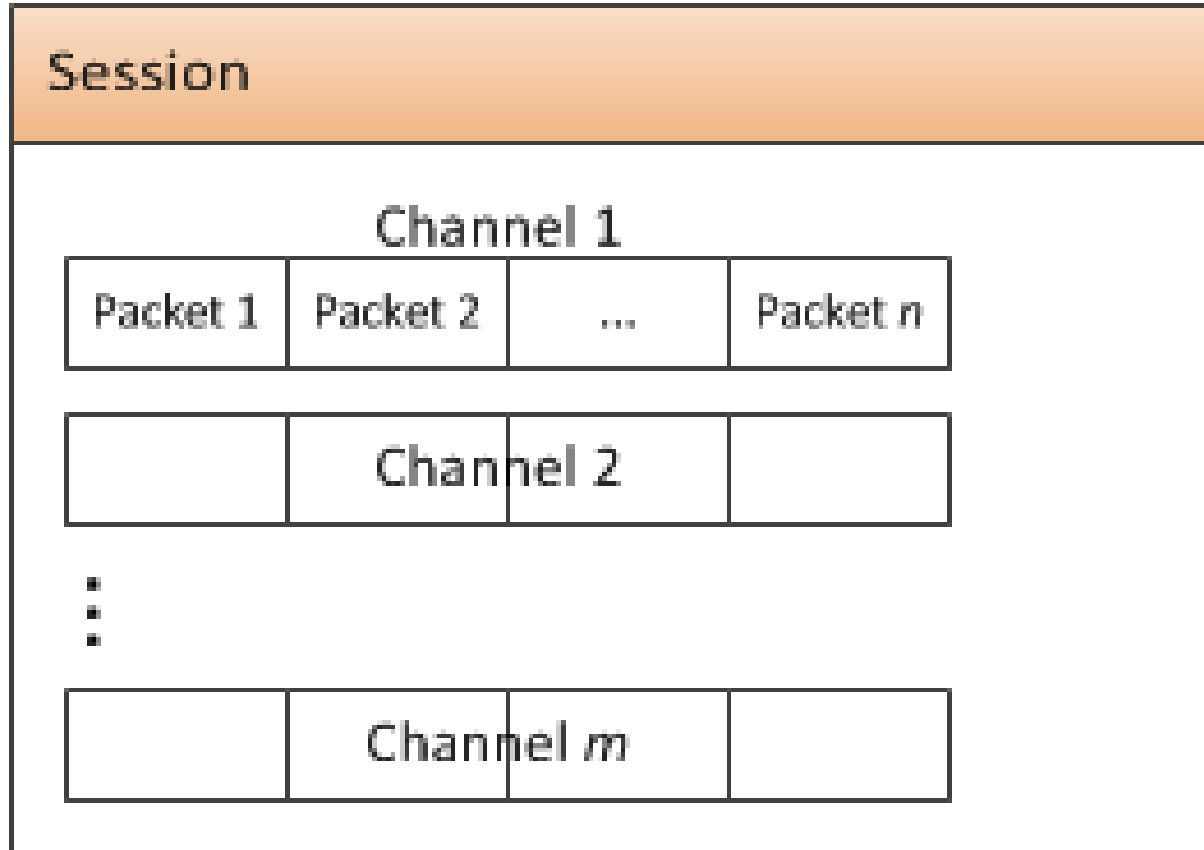 Session
Channel 1
Packet 1 Packet 2 ... Packet n
Channel 2
⋮
Channel m